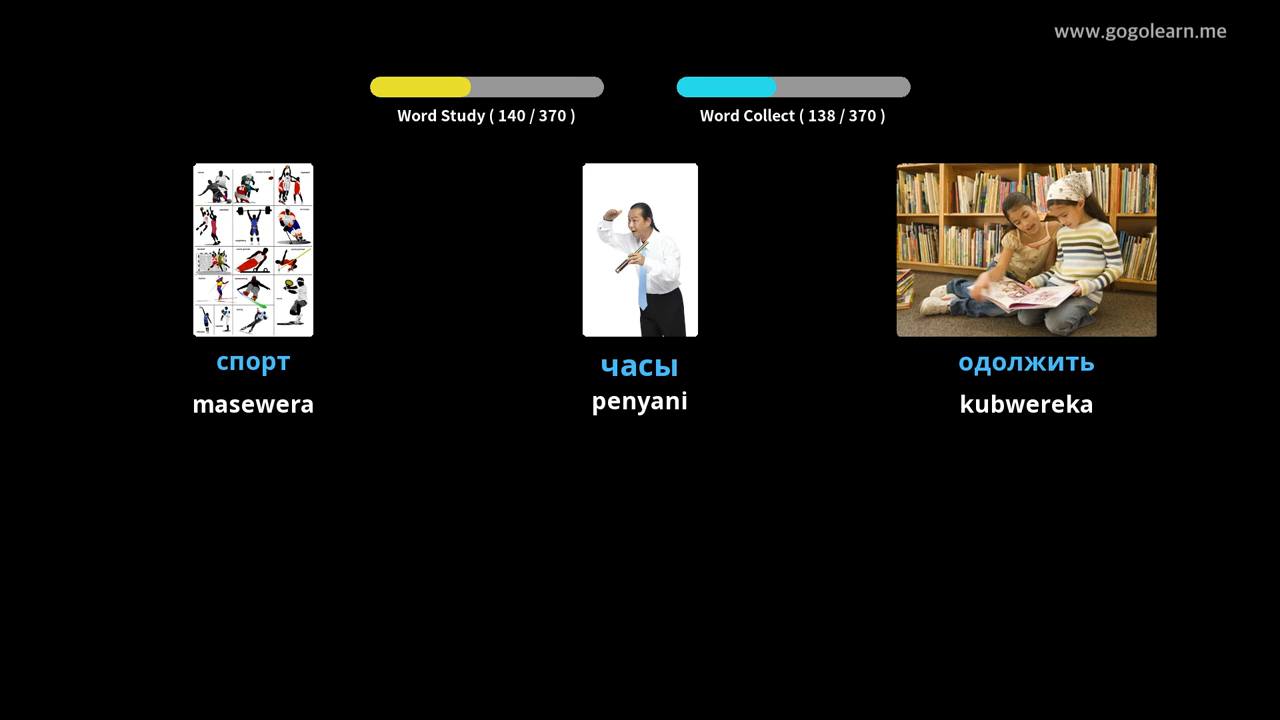 www.gogolearn.me
Word Study ( 140 / 370 )
Word Collect ( 138 / 370 )
спорт
часы
одолжить
masewera
penyani
kubwereka